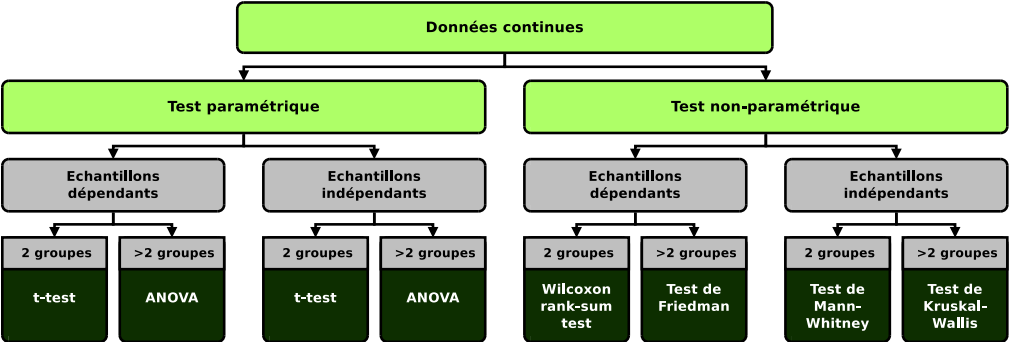 Données continues
Test paramétrique
Test non-paramétrique
Echantillons
dépendants
Echantillons
indépendants
Echantillons
dépendants
Echantillons
indépendants
2 groupes
>2 groupes
2 groupes
>2 groupes
2 groupes
>2 groupes
2 groupes
>2 groupes
t-test
ANOVA
t-test
ANOVA
Wilcoxon
rank-sum
test
Test de
Friedman
Test de
Mann-
Whitney
Test de
Kruskal-
Wallis